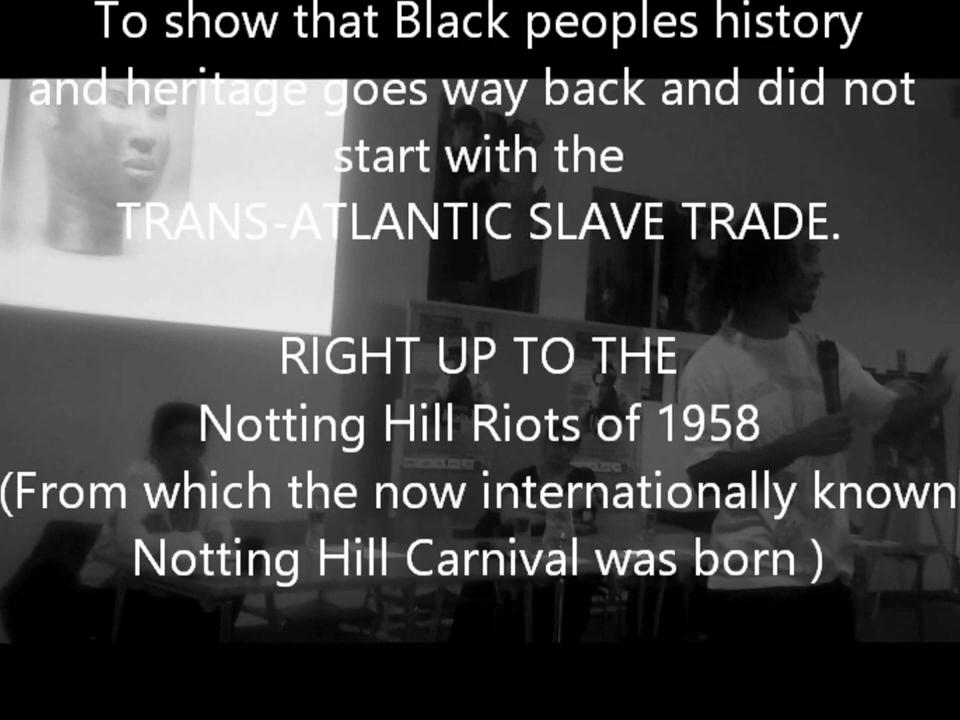 To show that Black peoples history
and heritage goes way back and did not
start with the
TRANS-ATLANTIC SLAVE TRADE.
RIGHT UP TO THE
Notting Hill Riots of 1958
(From which the now internationally known
Notting Hill Carnival was born )